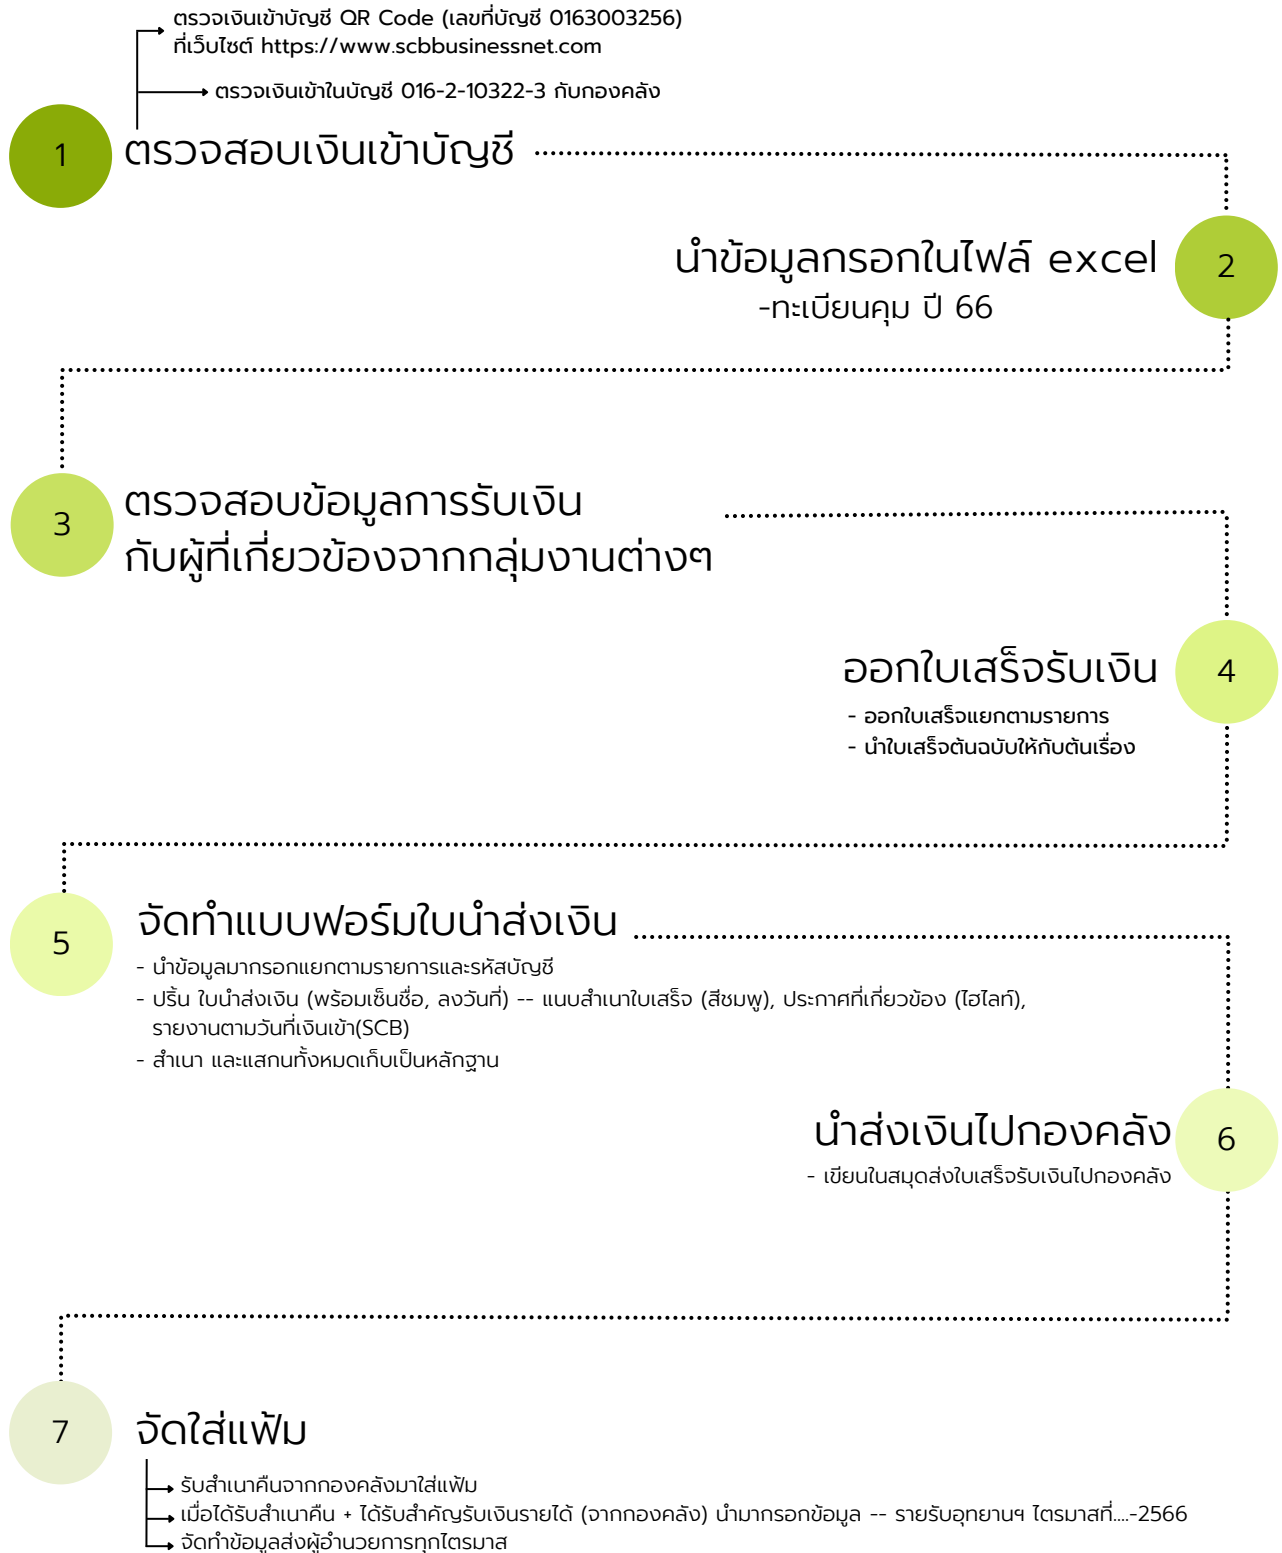 ตรวจเงินเข้าบัญชี QR Code (เลขที่บัญชี 0163003256)
ที่เว็บไซต์ https://www.scbbusinessnet.com
ตรวจเงินเข้าในบัญชี 016-2-10322-3 กับกองคลัง
1
ตรวจสอบเงินเข้าบัญชี
นำข้อมูลกรอกในไฟล์ excel
2
-ทะเบียนคุม ปี 66
3
ตรวจสอบข้อมูลการรับเงิน
กับผู้ที่เกี่ยวข้องจากกลุ่มงานต่างๆ
ออกใบเสร็จรับเงิน
4
- ออกใบเสร็จแยกตามรายการ
- นำใบเสร็จต้นฉบับให้กับต้นเรื่อง
5
จัดทำแบบฟอร์มใบนำส่งเงิน
- นำข้อมูลมากรอกแยกตามรายการและรหัสบัญชี
- ปริ้น ใบนำส่งเงิน (พร้อมเซ็นชื่อ, ลงวันที่) -- แนบสำเนาใบเสร็จ (สีชมพู), ประกาศที่เกี่ยวข้อง (ไฮไลท์),
รายงานตามวันที่เงินเข้า(SCB)
- สำเนา และแสกนทั้งหมดเก็บเป็นหลักฐาน
นำส่งเงินไปกองคลัง
6
- เขียนในสมุดส่งใบเสร็จรับเงินไปกองคลัง
7
จัดใส่แฟ้ม
รับสำเนาคืนจากกองคลังมาใส่แฟ้ม
เมื่อได้รับสำเนาคืน + ได้รับสำคัญรับเงินรายได้ (จากกองคลัง) นำมากรอกข้อมูล -- รายรับอุทยานฯ ไตรมาสที่....-2566
จัดทำข้อมูลส่งผู้อำนวยการทุกไตรมาส